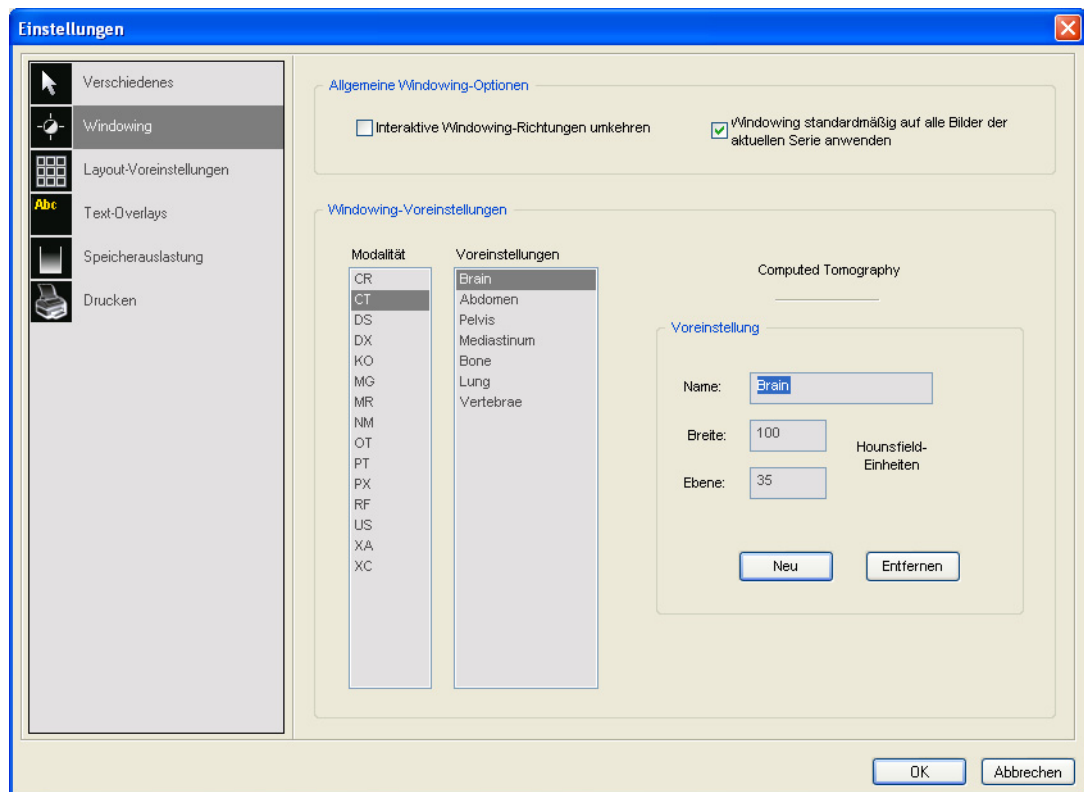 Einstellungen
Verschiedenes
Windowing
Layout-Voreinstellungen
Abc
Text-Overlays
Speicherauslastung
Drucken
Allgemeine Windowing-Optionen
Interaktive Windowing-Richtungen umkehren
Windowing standardmäßig auf alle Bilder der
aktuellen Serie anwenden
Windowing-Voreinstellungen
Modalität
CR
CT
DS
DX
KO
MG
MR
NM
OT
PT
PX
RF
US
XA
XC
Voreinstellungen
Brain
Abdomen
Pelvis
Mediastinum
Bone
Lung
Vertebrae
Computed Tomography
Voreinstellung
Name:
Brain
Breite:
100
Hounsfield-
Einheiten
Ebene:
35
Neu
Entfernen
OK
Abbrechen